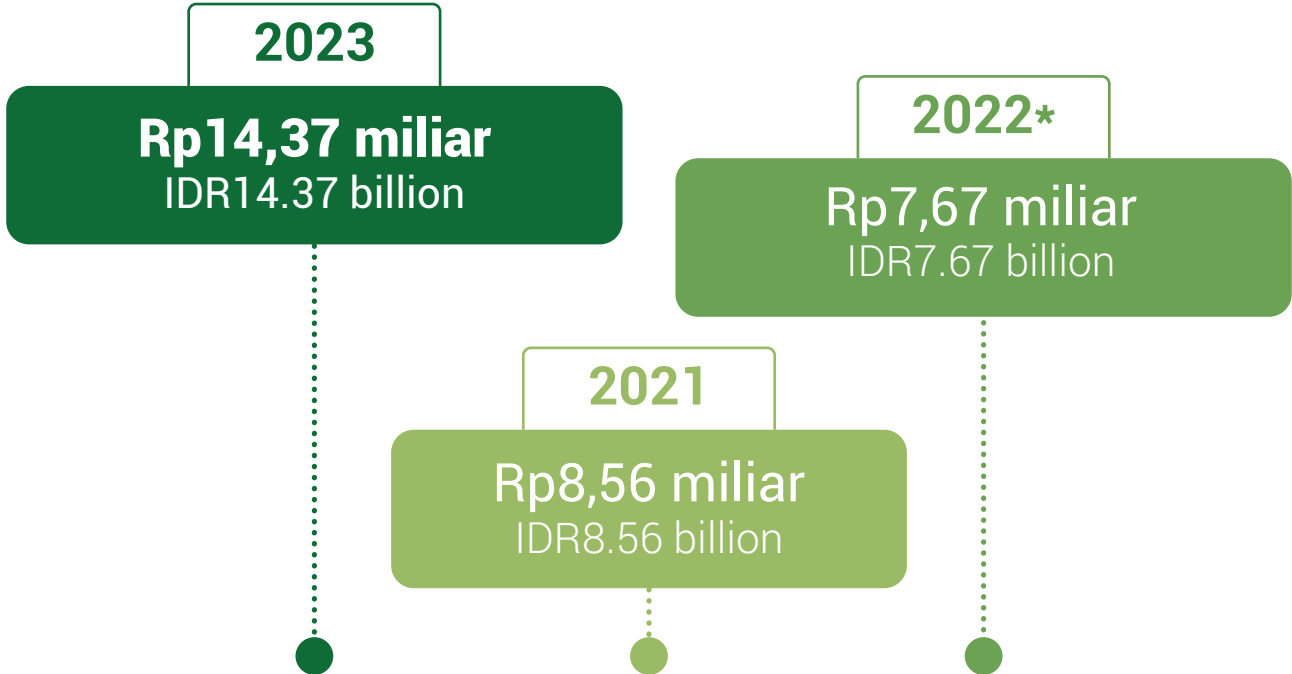 2023
Rp14,37 miliar
IDR14.37 billion
2022*
Rp7,67 miliar
IDR7.67 billion
2021
Rp8,56 miliar
IDR8.56 billion